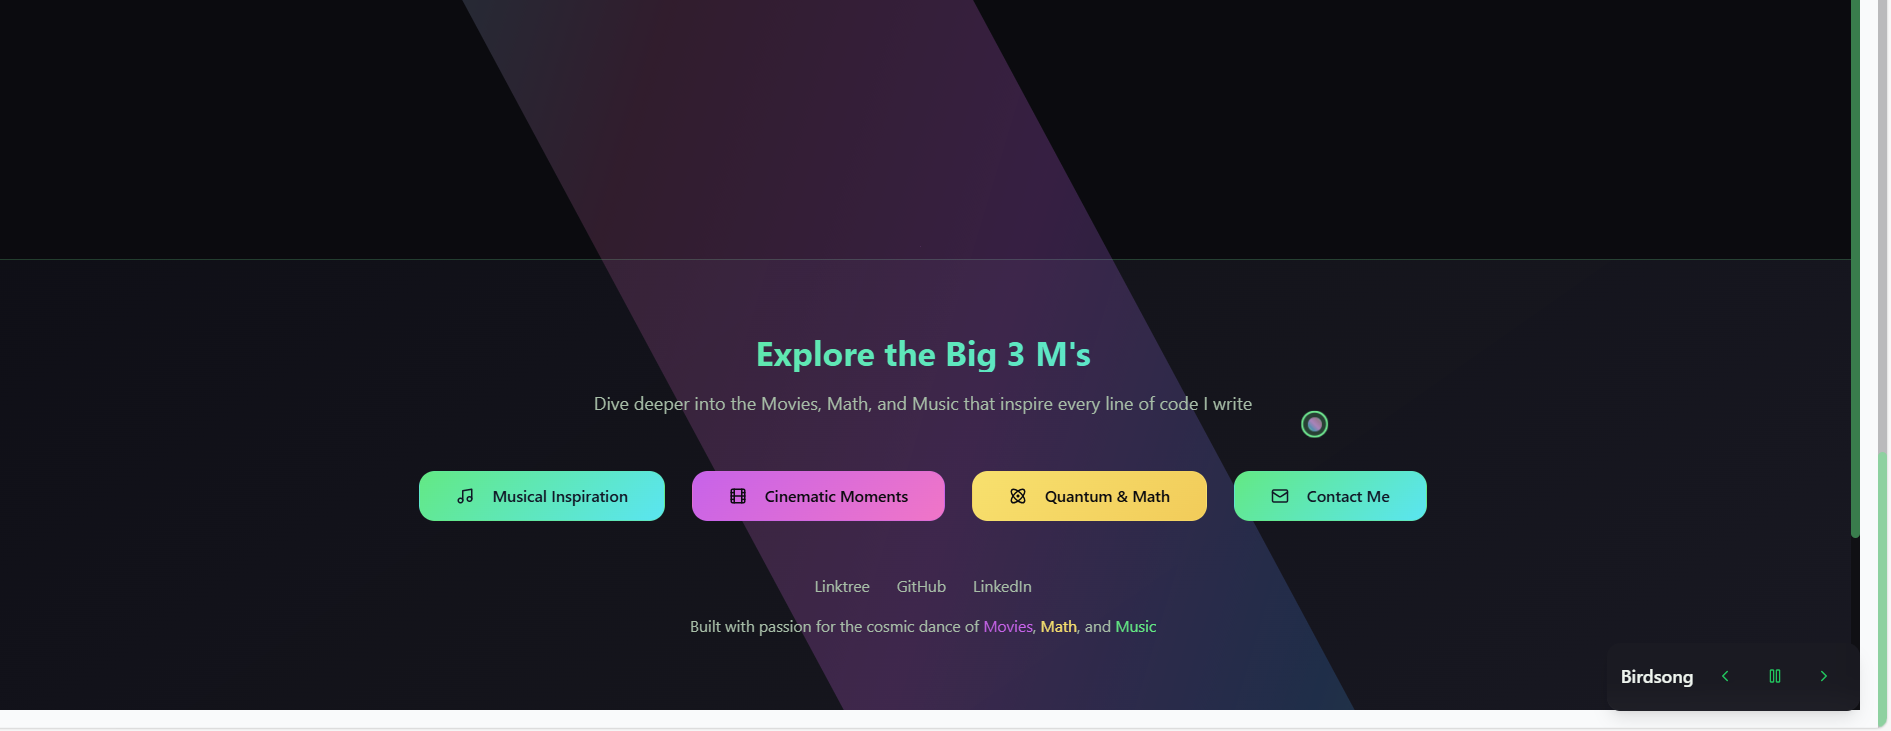 Explore the Big 3 M's
Dive deeper into the Movies, Math, and Music that inspire every line of code I write
Musical Inspiration
Cinematic Moments
Quantum & Math
Contact Me
Linktree
GitHub
LinkedIn
Built with passion for the cosmic dance of Movies, Math, and Music
Birdsong